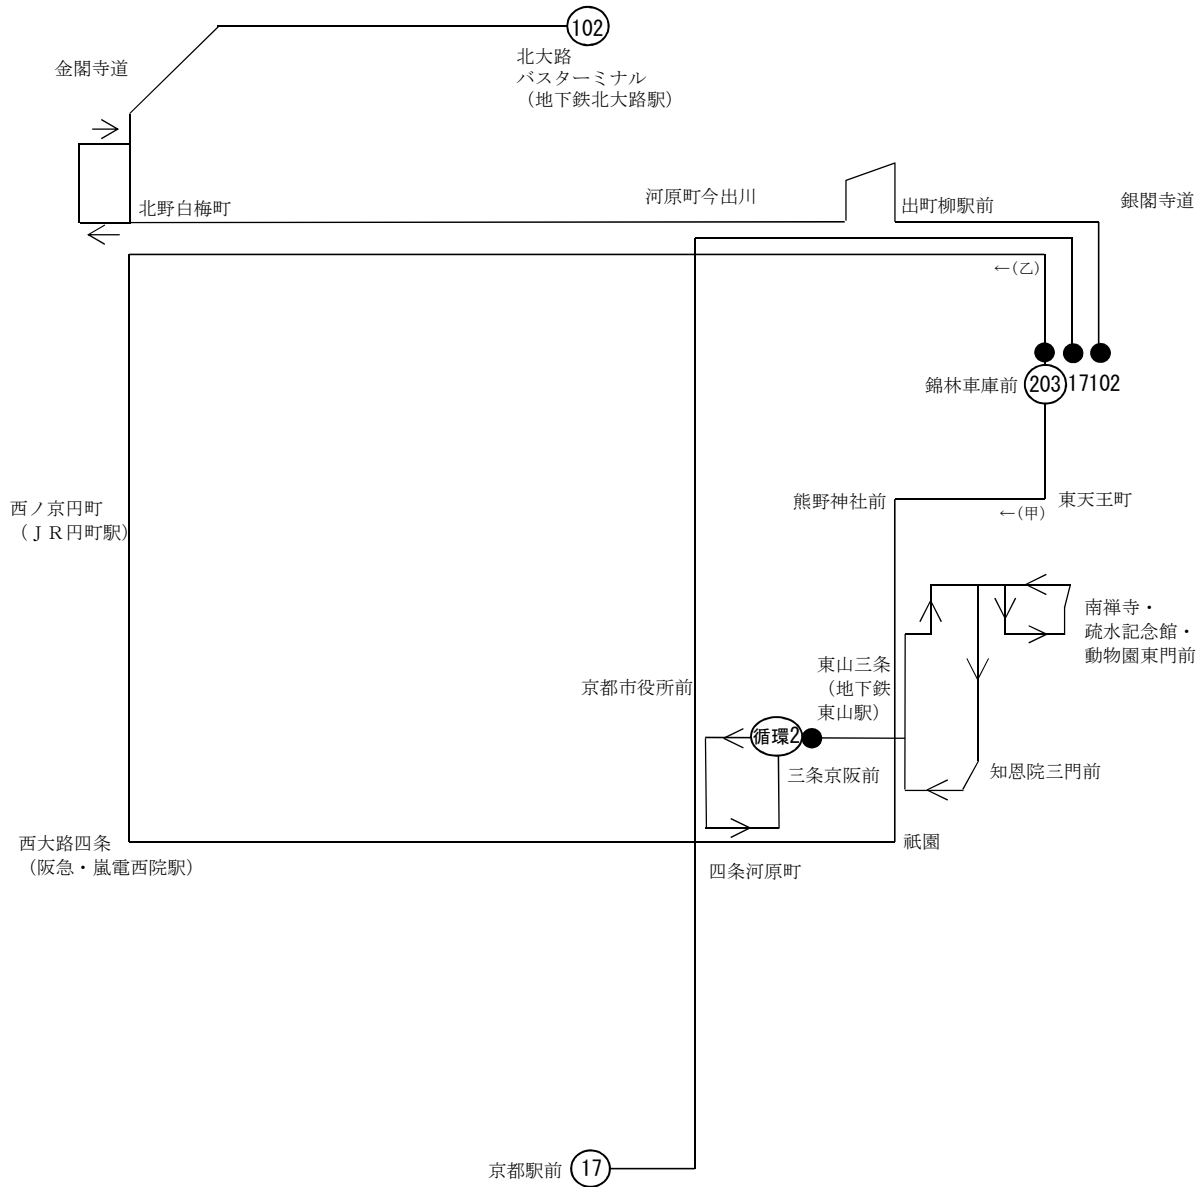 102
北大路
バスターミナル
（地下鉄北大路駅）
金閣寺道
河原町今出川
銀閣寺道
北野白梅町
出町柳駅前
←(乙)
錦林車庫前
203
17
102
熊野神社前
東天王町
←(甲)
西ノ京円町
（ＪＲ円町駅）
南禅寺・
疏水記念館・
動物園東門前
東山三条
（地下鉄
東山駅）
京都市役所前
循環2
三条京阪前
知恩院三門前
西大路四条
（阪急・嵐電西院駅）
祇園
四条河原町
京都駅前
17